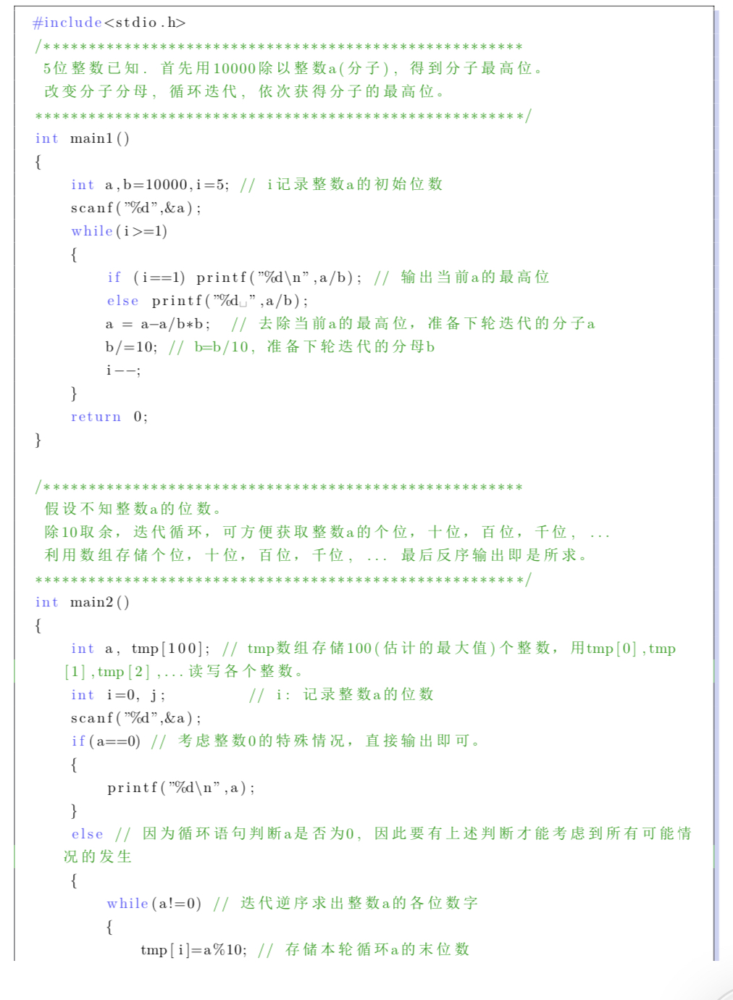 #include<stdio.h>
/******************************************************
5位整数已知. 首先用10000除以整数a(分子), 得到分子最高位。
改变分子分母, 循环迭代, 依次获得分子的最高位。
*******************************************************/
int main1()
{
int a,b=10000,i=5; // i记录整数a的初始位数
scanf("%d",&a);
while(i>=1)
{
if (i==1) printf("%d\n",a/b); // 输出当前a的最高位
else printf("%d␣",a/b);
a = a-a/b*b; // 去除当前a的最高位，准备下轮迭代的分子a
b/=10; // b=b/10, 准备下轮迭代的分母b
i--;
}
return 0;
}
/******************************************************
假设不知整数a的位数。
除10取余，迭代循环，可方便获取整数a的个位，十位，百位，千位, ...
利用数组存储个位，十位，百位，千位, ... 最后反序输出即是所求。
*******************************************************/
int main2()
{
int a, tmp[100]; // tmp数组存储100(估计的最大值)个整数，用tmp[0],tmp
[1],tmp[2],...读写各个整数。
int i=0, j; // i: 记录整数a的位数
scanf("%d",&a);
if(a==0) // 考虑整数0的特殊情况，直接输出即可。
{
printf("%d\n",a);
}
else // 因为循环语句判断a是否为0, 因此要有上述判断才能考虑到所有可能情
况的发生
{
while(a!=0) // 迭代逆序求出整数a的各位数字
{
tmp[i]=a%10; // 存储本轮循环a的末位数